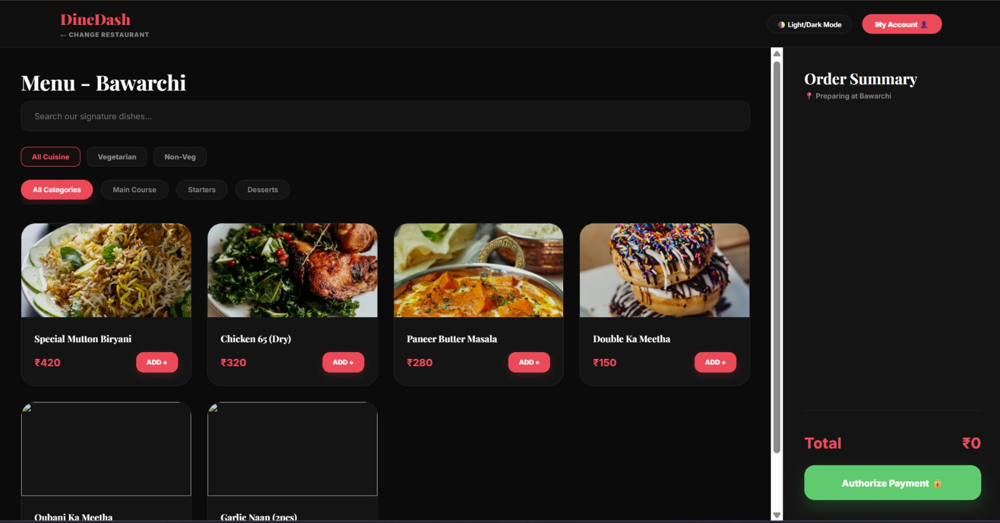 DineDash
← CHANGE RESTAURANT
Light/Dark Mode
My Account
Menu - Bawarchi
Search our signature dishes...
All Cuisine
Vegetarian
Non-Veg
All Categories
Main Course
Starters
Desserts
Special Mutton Biryani
₹420
ADD +
Chicken 65 (Dry)
₹320
ADD +
Paneer Butter Masala
₹280
ADD +
Double Ka Meetha
₹150
ADD +
Qubani Ka Meetha
Garlic Naan (2pcs)
Order Summary
Preparing at Bawarchi
Total
₹0
Authorize Payment